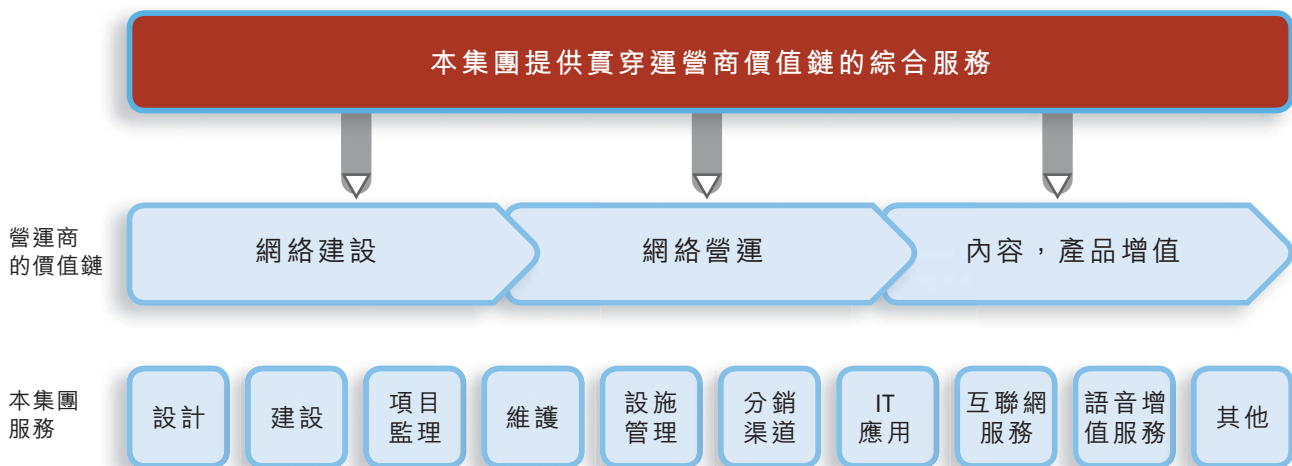 本集團提供貫穿運營商價值鏈的綜合服務
營運商
的價值鏈
網絡建設
網絡營運
內容，產品增值
本集團
服務
設計
建設
項目
監理
維護
設施
管理
分銷
渠道
IT
應用
互聯網
服務
語音增
值服務
其他